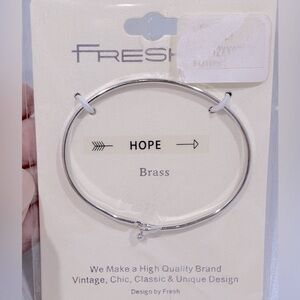 FRESH
HOPE
Brass
We Make a High Quality Brand
Vintage, Chic, Classic & Unique Design
Design by Fresh